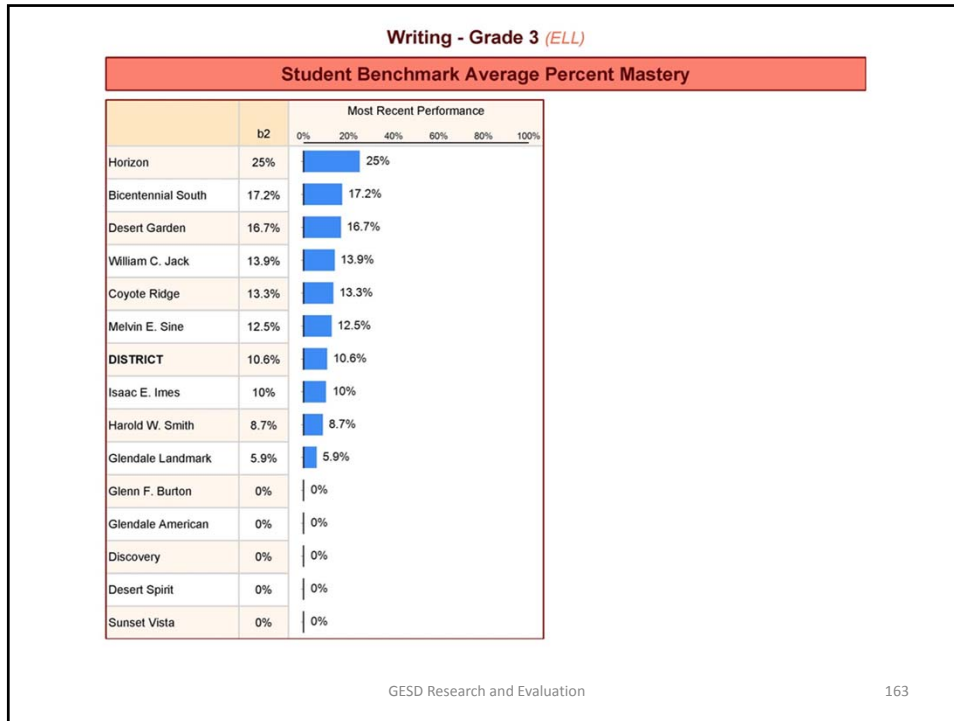 Writing - Grade 3 (ELL)
Student Benchmark Average Percent Mastery
Most Recent Performance
b2 0% 20% 40% 60% 80% 100%
Horizon 25% 25%
Bicentennial South 17.2% 17.2%
Desert Garden 16.7% 16.7%
William C. Jack 13.9% 13.9%
Coyote Ridge 13.3% 13.3%
Melvin E. Sine 12.5% 12.5%
DISTRICT 10.6% 10.6%
Isaac E. Imes 10% 10%
Harold W. Smith 8.7% 8.7%
Glendale Landmark 5.9% 5.9%
Glenn F. Burton 0% 0%
Glendale American 0% 0%
Discovery 0% 0%
Desert Spirit 0% 0%
Sunset Vista 0% 0%
GESD Research and Evaluation 163